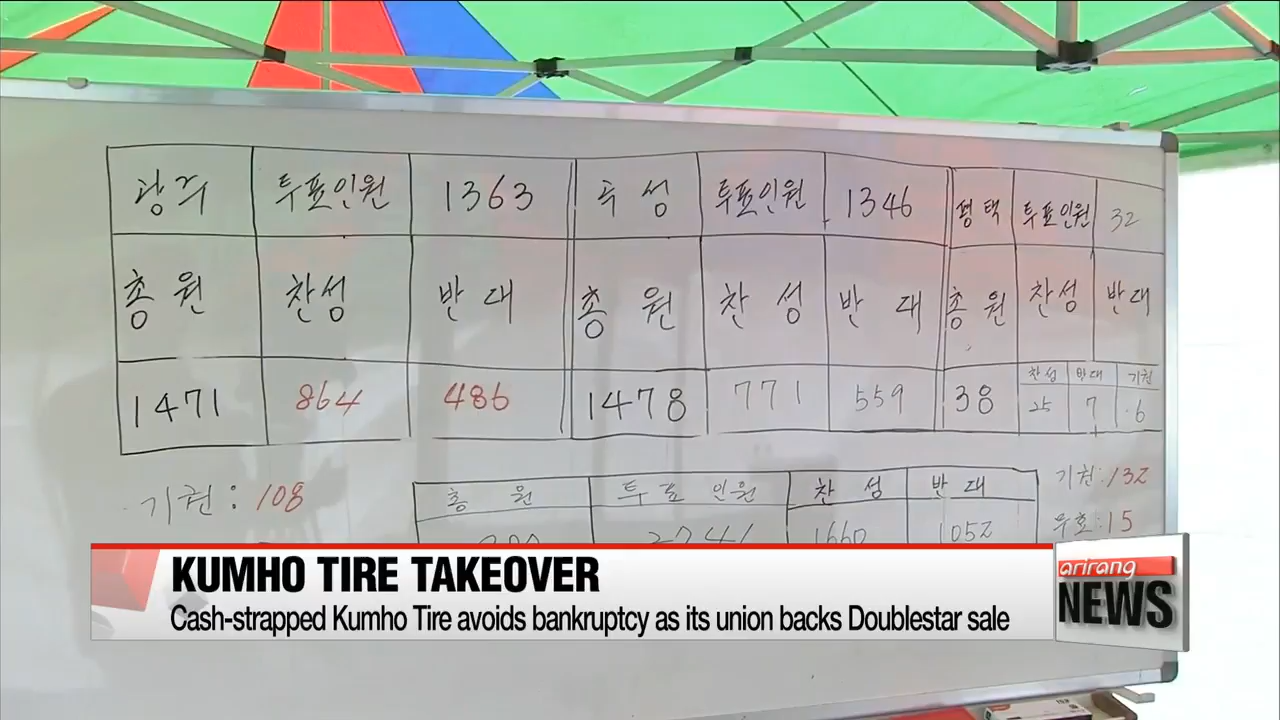 광주 투표인원 1363 곡성 투표인원 1346 평택 투표인원 32
총원 찬성 반대 총원 찬성 반대 총원 찬성 반대
찬성 반대 기권
1471 864 486 1478 771 559 38 25 7 6
기권: 108
총원 투표인원 찬성 반대
2741 1660 1052
기권: 132
무효: 15
KUMHO TIRE TAKEOVER
Cash-strapped Kumho Tire avoids bankruptcy as its union backs Doublestar sale
arirang
NEWS